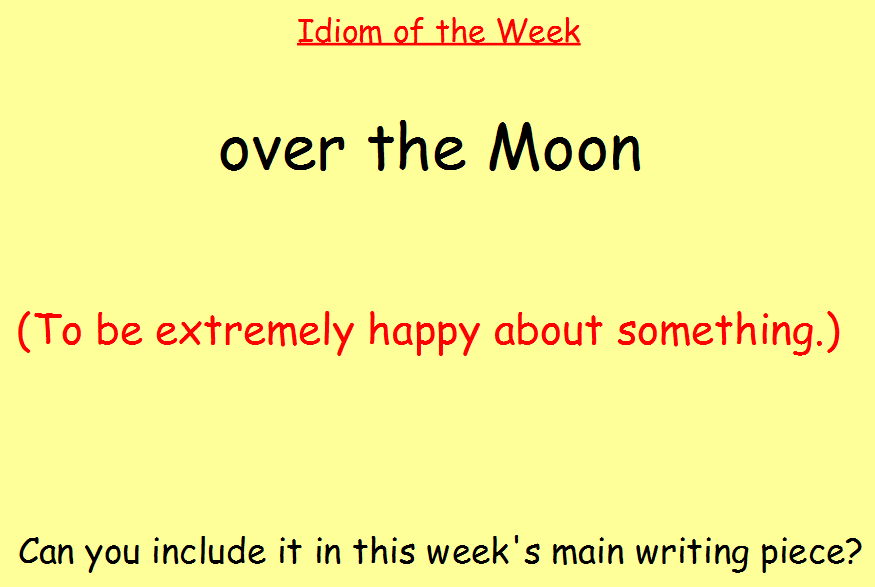 Idiom of the Week
over the Moon
(To be extremely happy about something.)
Can you include it in this week's main writing piece?